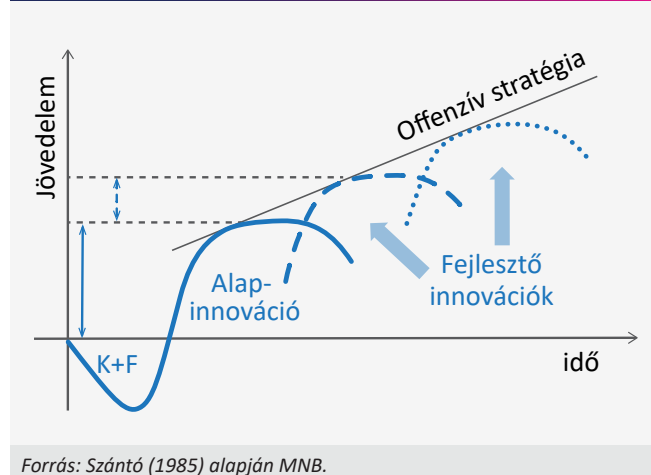 Offenzív stratégia
Jövedelem
Alap-
innováció
Fejlesztő
innovációk
K+F
idő
Forrás: Szántó (1985) alapján MNB.